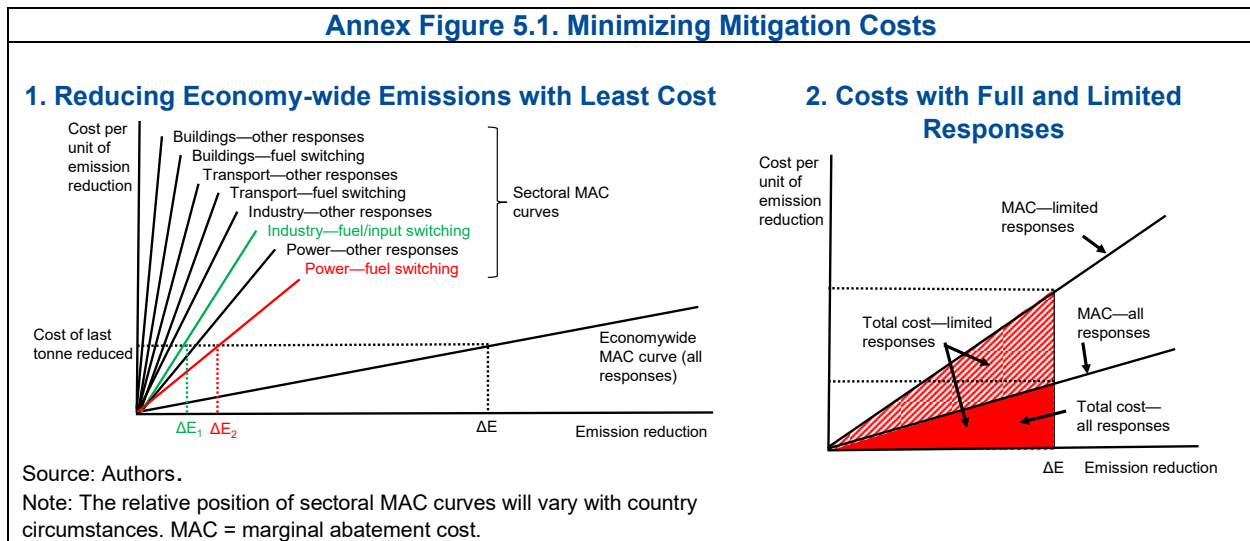 Annex Figure 5.1. Minimizing Mitigation Costs
1. Reducing Economy-wide Emissions with Least Cost
Cost per
unit of
emission
reduction
Buildings—other responses
Buildings—fuel switching
Transport—other responses
Transport—fuel switching
Industry—other responses
Industry—fuel/input switching
Power—other responses
Power—fuel switching
Sectoral MAC
curves
Cost of last
tonne reduced
Economywide
MAC curve (all
responses)
ΔE₁
ΔE₂
ΔE
Emission reduction
2. Costs with Full and Limited
Responses
Cost per
unit of
emission
reduction
MAC—limited
responses
Total cost—limited
responses
MAC—all
responses
Total cost—
all responses
ΔE
Emission reduction
Source: Authors.
Note: The relative position of sectoral MAC curves will vary with country
circumstances. MAC = marginal abatement cost.